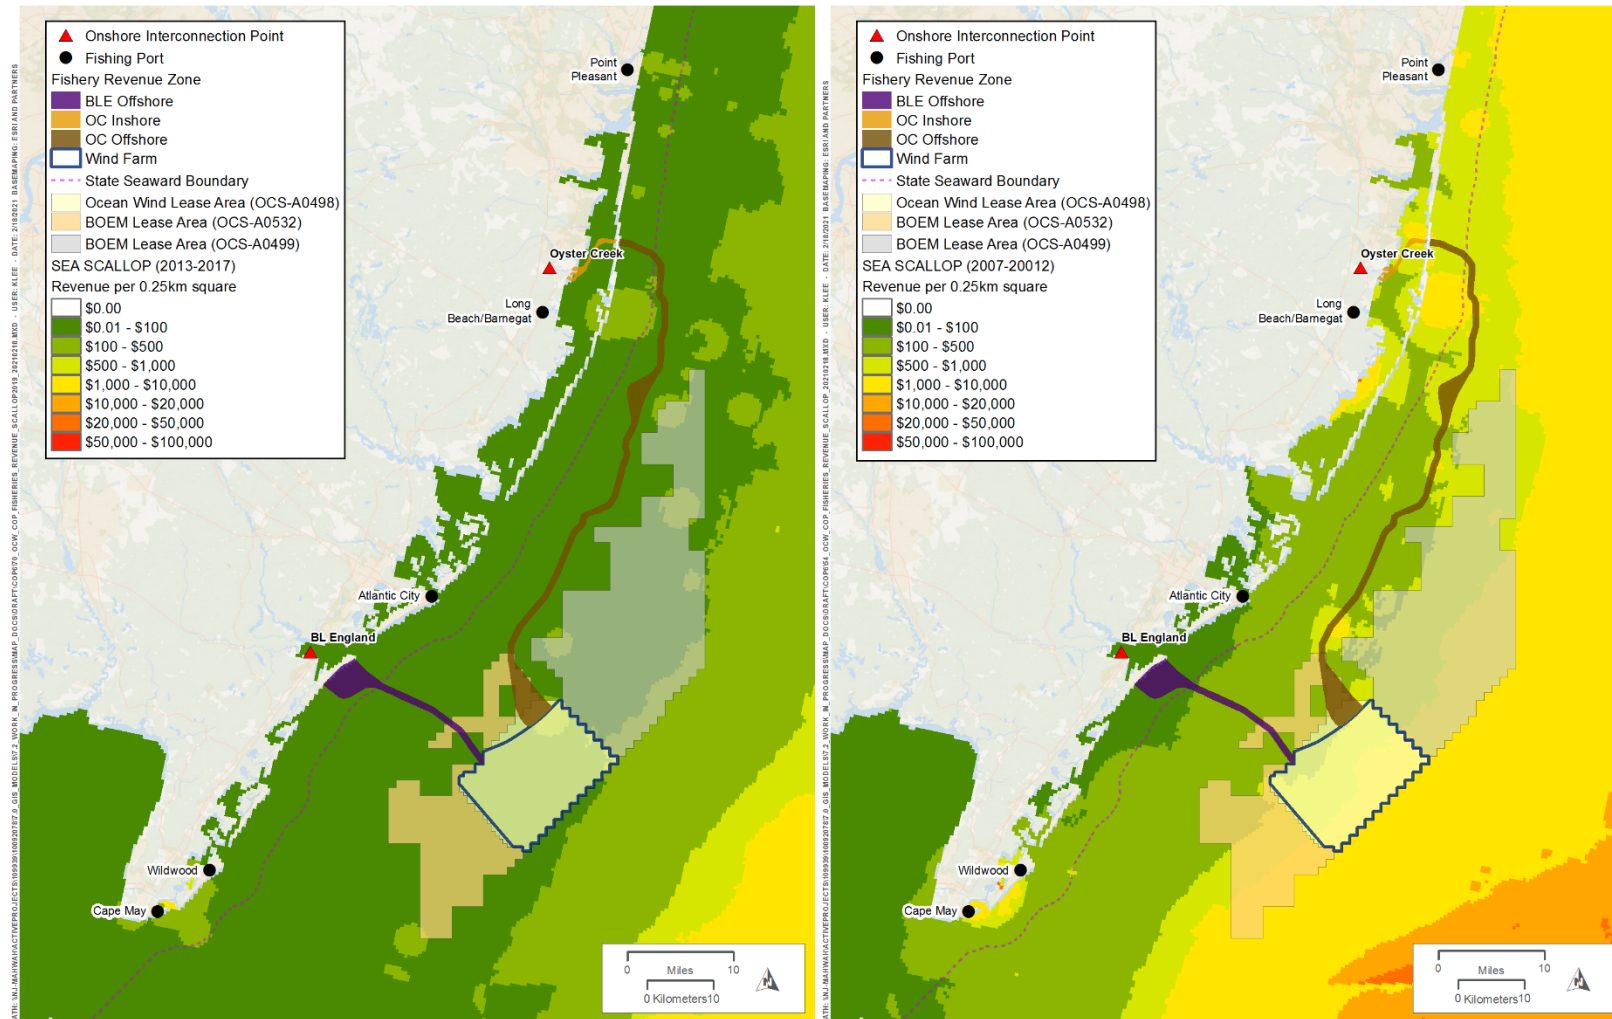 Onshore Interconnection Point
Fishing Port
Fishery Revenue Zone
BLE Offshore
OC Inshore
OC Offshore
Wind Farm
State Seaward Boundary
Ocean Wind Lease Area (OCS-A0498)
BOEM Lease Area (OCS-A0532)
BOEM Lease Area (OCS-A0499)
SEA SCALLOP (2013-2017)
Revenue per 0.25km square
$0.00
$0.01 - $100
$100 - $500
$500 - $1,000
$1,000 - $10,000
$10,000 - $20,000
$20,000 - $50,000
$50,000 - $100,000
Point
Pleasant
Oyster Creek
Long
Beach/Barnegat
Atlantic City
BL England
Wildwood
Cape May
0 Miles 10
0 Kilometers 10
N
Onshore Interconnection Point
Fishing Port
Fishery Revenue Zone
BLE Offshore
OC Inshore
OC Offshore
Wind Farm
State Seaward Boundary
Ocean Wind Lease Area (OCS-A0498)
BOEM Lease Area (OCS-A0532)
BOEM Lease Area (OCS-A0499)
SEA SCALLOP (2007-20012)
Revenue per 0.25km square
$0.00
$0.01 - $100
$100 - $500
$500 - $1,000
$1,000 - $10,000
$10,000 - $20,000
$20,000 - $50,000
$50,000 - $100,000
Point
Pleasant
Oyster Creek
Long
Beach/Barnegat
Atlantic City
BL England
Wildwood
Cape May
0 Miles 10
0 Kilometers 10
N